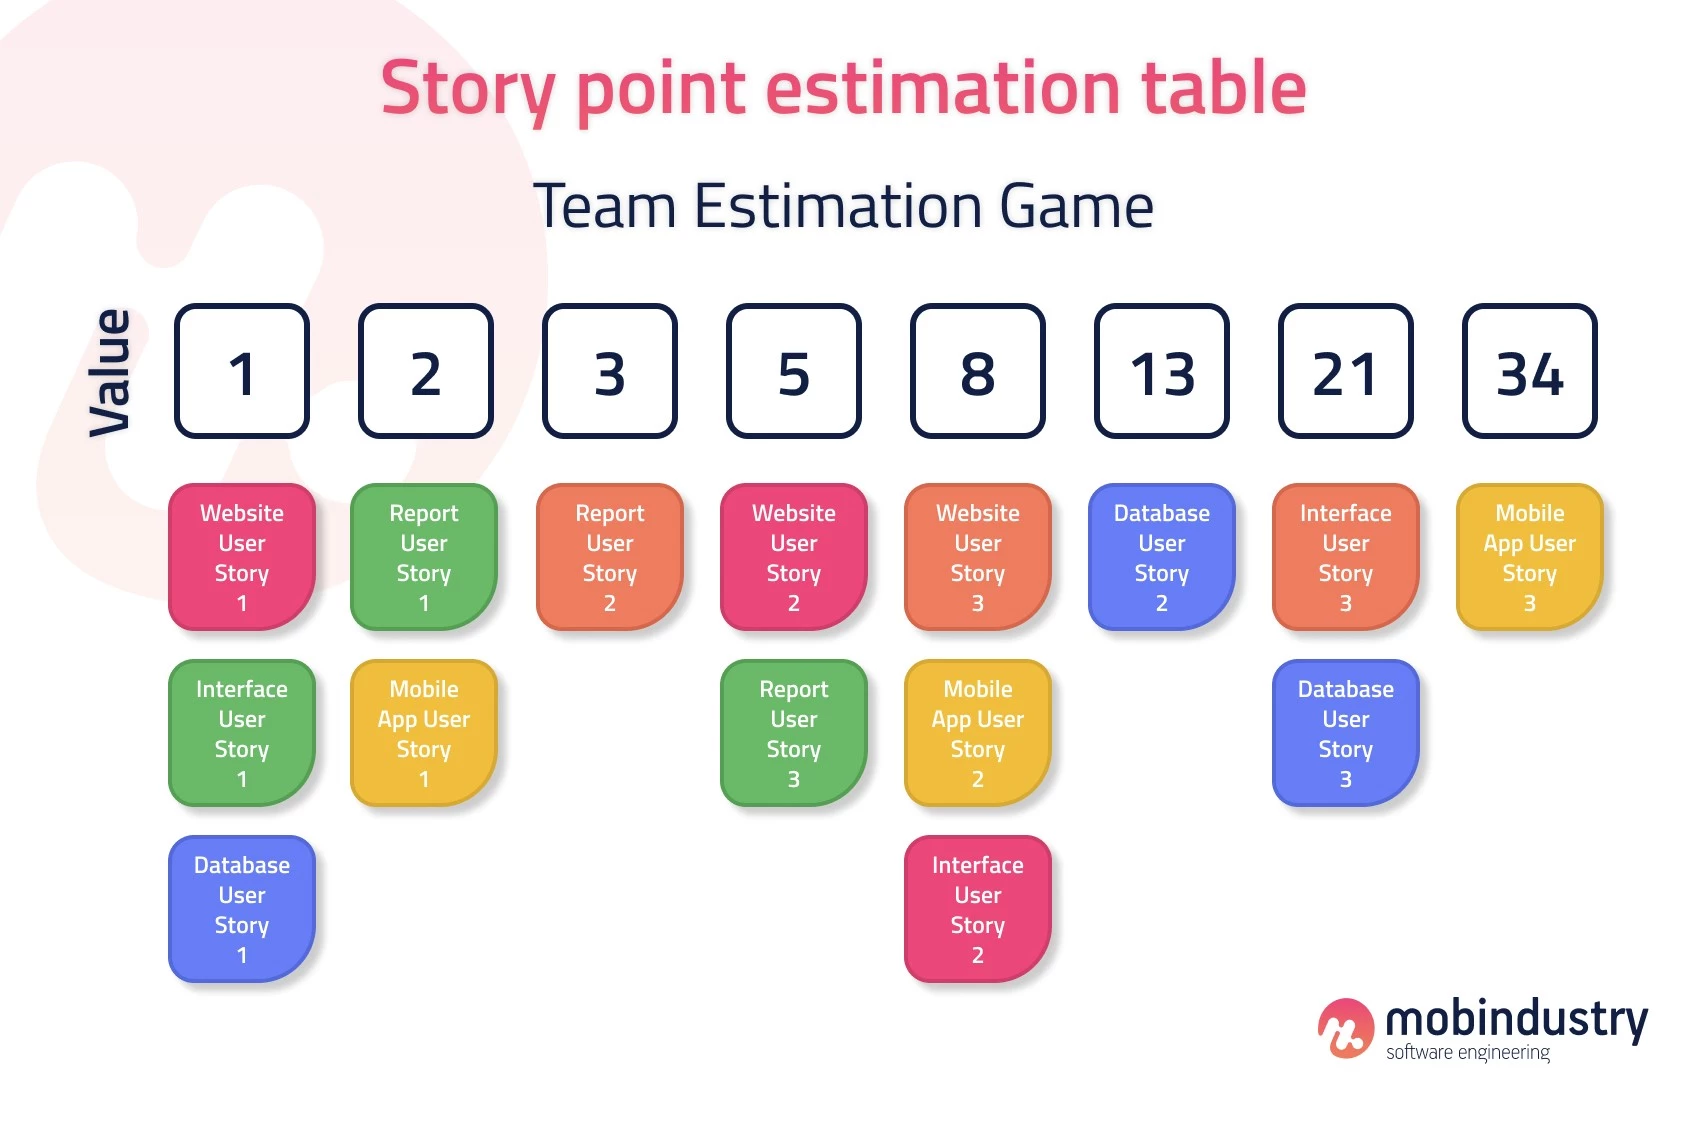 Story point estimation table
Team Estimation Game
Value
1
2
3
5
8
13
21
34
Website
User
Story
1
Report
User
Story
1
Report
User
Story
2
Website
User
Story
2
Website
User
Story
3
Database
User
Story
2
Interface
User
Story
3
Mobile
App User
Story
3
Interface
User
Story
1
Mobile
App User
Story
1
Report
User
Story
3
Mobile
App User
Story
2
Database
User
Story
3
Database
User
Story
1
Interface
User
Story
2
mobindustry
software engineering